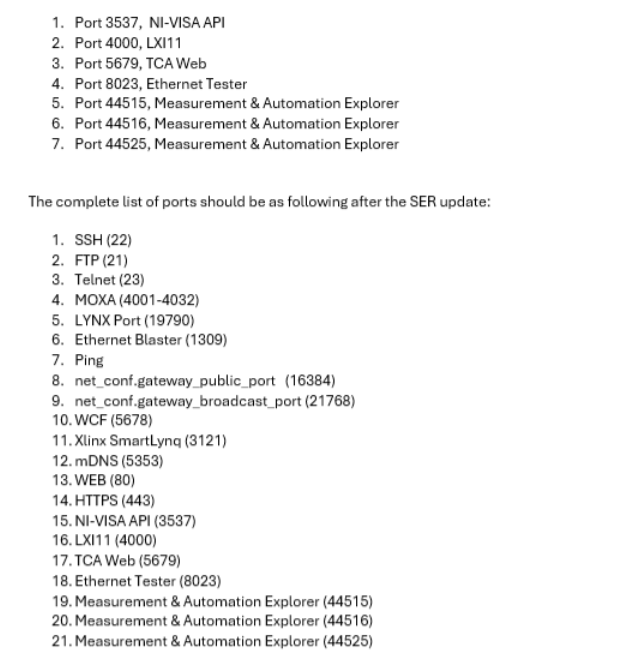 1. Port 3537, NI-VISA API
2. Port 4000, LXI11
3. Port 5679, TCA Web
4. Port 8023, Ethernet Tester
5. Port 44515, Measurement & Automation Explorer
6. Port 44516, Measurement & Automation Explorer
7. Port 44525, Measurement & Automation Explorer
The complete list of ports should be as following after the SER update:
1. SSH (22)
2. FTP (21)
3. Telnet (23)
4. MOXA (4001-4032)
5. LYNX Port (19790)
6. Ethernet Blaster (1309)
7. Ping
8. net_conf.gateway_public_port (16384)
9. net_conf.gateway_broadcast_port (21768)
10. WCF (5678)
11. Xlinx SmartLynq (3121)
12. mDNS (5353)
13. WEB (80)
14. HTTPS (443)
15. NI-VISA API (3537)
16. LXI11 (4000)
17. TCA Web (5679)
18. Ethernet Tester (8023)
19. Measurement & Automation Explorer (44515)
20. Measurement & Automation Explorer (44516)
21. Measurement & Automation Explorer (44525)